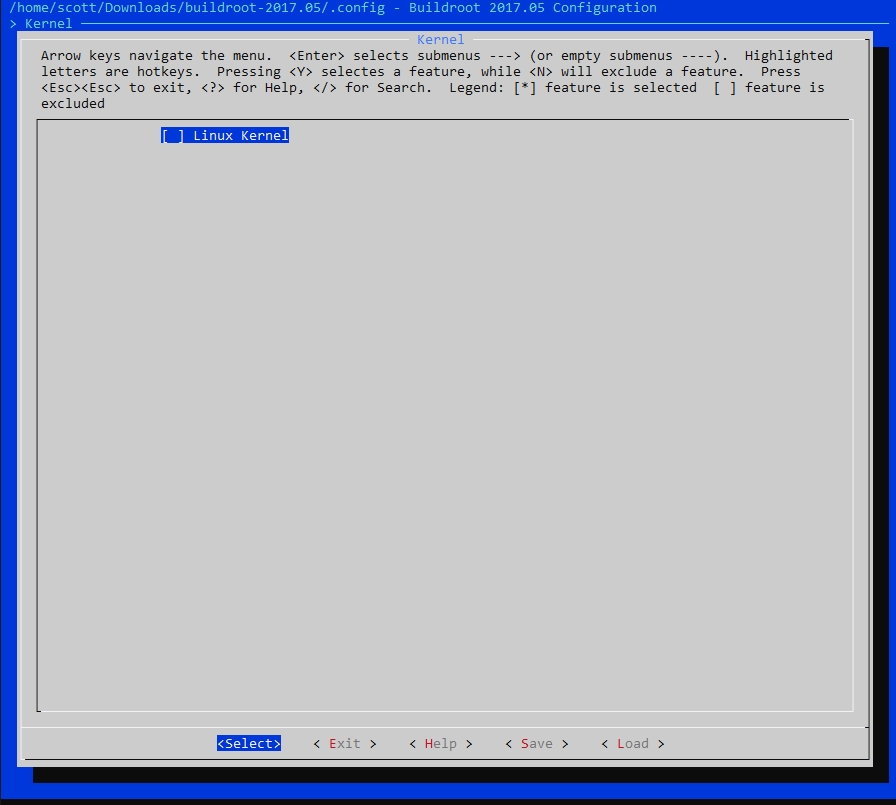 /home/scott/Downloads/buildroot-2017.05/.config - Buildroot 2017.05 Configuration
> Kernel
Kernel
Arrow keys navigate the menu.  <Enter> selects submenus ---> (or empty submenus ----).  Highlighted
letters are hotkeys.  Pressing <Y> selectes a feature, while <N> will exclude a feature.  Press
<Esc><Esc> to exit, <?> for Help, </> for Search.  Legend: [*] feature is selected  [ ] feature is
excluded
[ ] Linux Kernel
<Select>    < Exit >    < Help >    < Save >    < Load >